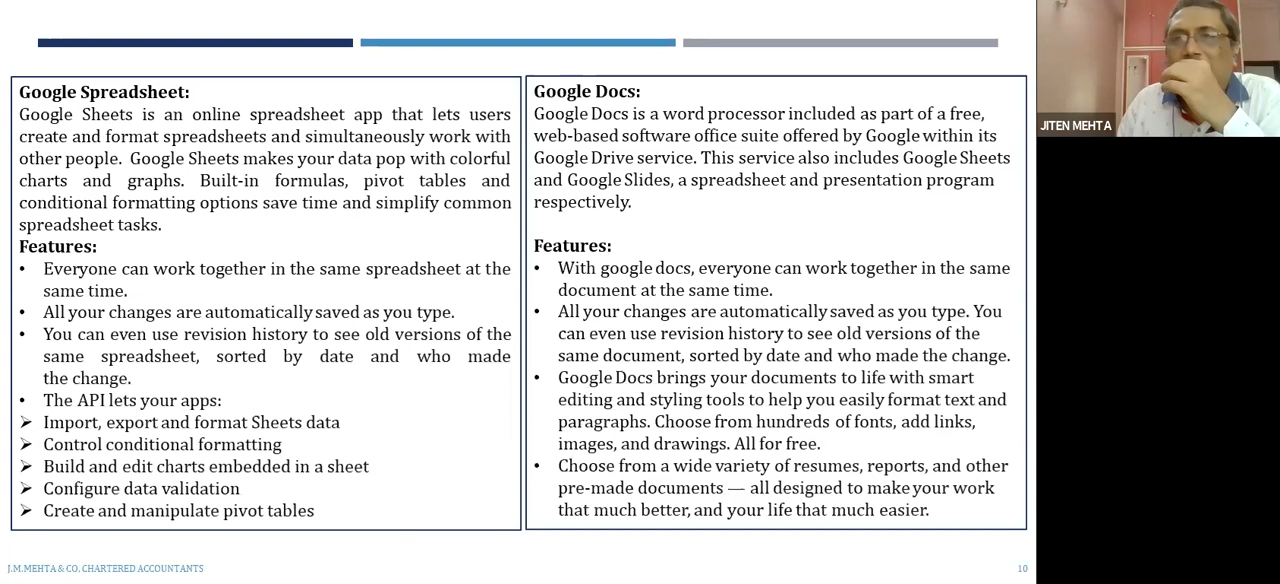 Google Spreadsheet:
Google Sheets is an online spreadsheet app that lets users
create and format spreadsheets and simultaneously work with
other people. Google Sheets makes your data pop with colorful
charts and graphs. Built-in formulas, pivot tables and
conditional formatting options save time and simplify common
spreadsheet tasks.
Features:
• Everyone can work together in the same spreadsheet at the
same time.
• All your changes are automatically saved as you type.
• You can even use revision history to see old versions of the
same spreadsheet, sorted by date and who made
the change.
• The API lets your apps:
➢ Import, export and format Sheets data
➢ Control conditional formatting
➢ Build and edit charts embedded in a sheet
➢ Configure data validation
➢ Create and manipulate pivot tables
Google Docs:
Google Docs is a word processor included as part of a free,
web-based software office suite offered by Google within its
Google Drive service. This service also includes Google Sheets
and Google Slides, a spreadsheet and presentation program
respectively.
Features:
• With google docs, everyone can work together in the same
document at the same time.
• All your changes are automatically saved as you type. You
can even use revision history to see old versions of the
same document, sorted by date and who made the change.
• Google Docs brings your documents to life with smart
editing and styling tools to help you easily format text and
paragraphs. Choose from hundreds of fonts, add links,
images, and drawings. All for free.
• Choose from a wide variety of resumes, reports, and other
pre-made documents — all designed to make your work
that much better, and your life that much easier.
J.M.MEHTA & CO. CHARTERED ACCOUNTANTS
10
JITEN MEHTA